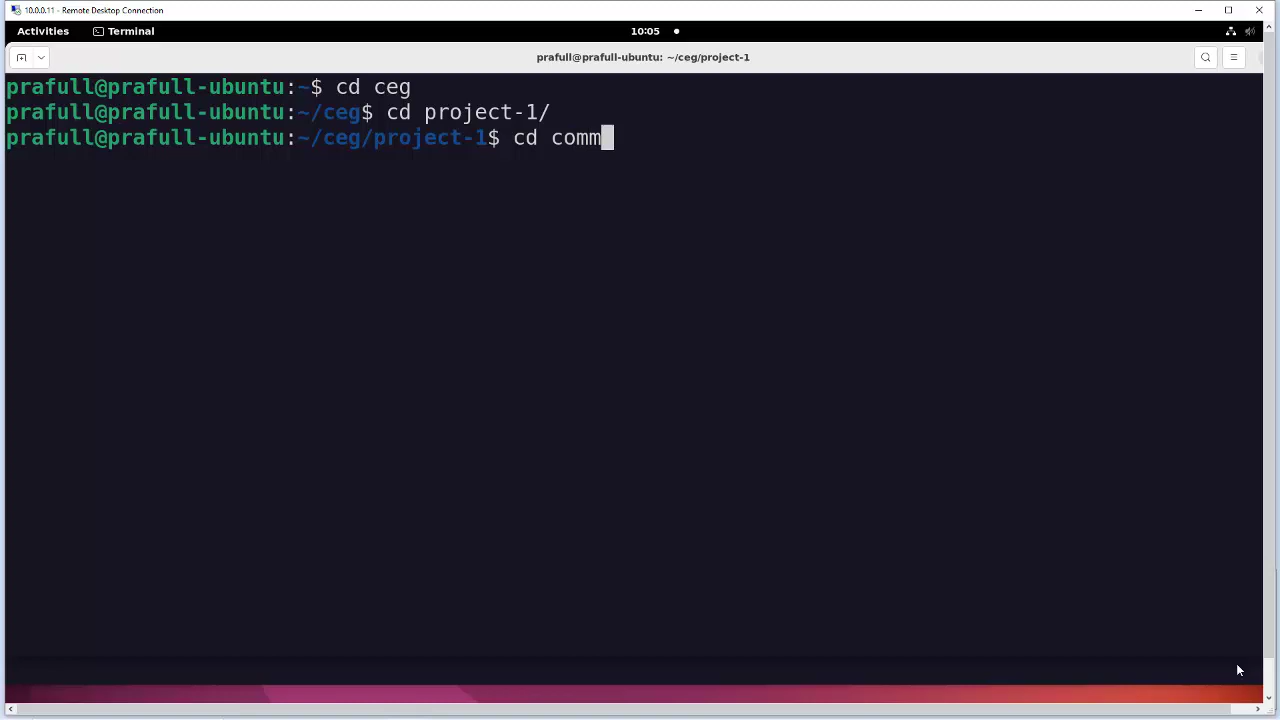 10.0.0.11 - Remote Desktop Connection
Activities Terminal 10:05
prafull@prafull-ubuntu: ~/ceg/project-1
prafull@prafull-ubuntu:~$ cd ceg
prafull@prafull-ubuntu:~/ceg$ cd project-1/
prafull@prafull-ubuntu:~/ceg/project-1$ cd comm